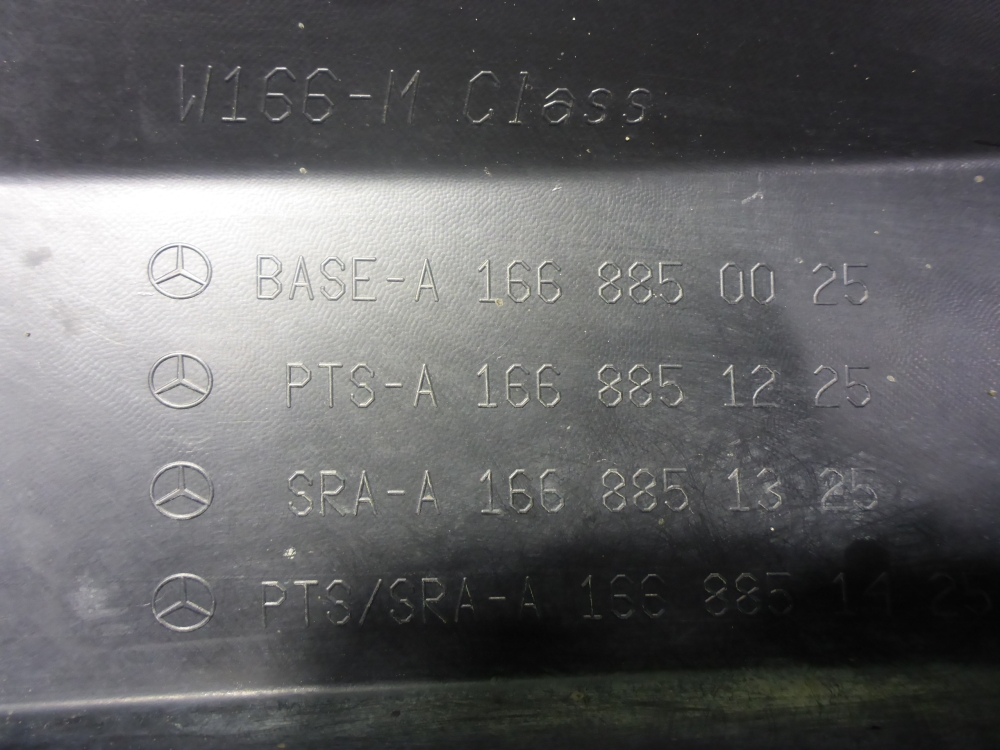 W166-M Class
BASE-A 166 885 00 25
PTS-A 166 885 12 25
SRA-A 166 885 13 25
PTS/SRA-A 166 885 14 25